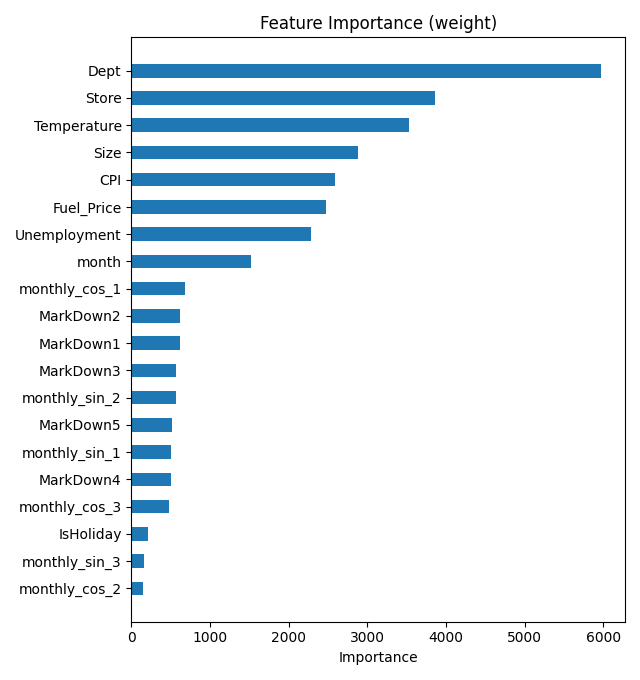 Feature Importance (weight)
Dept
Store
Temperature
Size
CPI
Fuel_Price
Unemployment
month
monthly_cos_1
MarkDown2
MarkDown1
MarkDown3
monthly_sin_2
MarkDown5
monthly_sin_1
MarkDown4
monthly_cos_3
IsHoliday
monthly_sin_3
monthly_cos_2
0 1000 2000 3000 4000 5000 6000
Importance